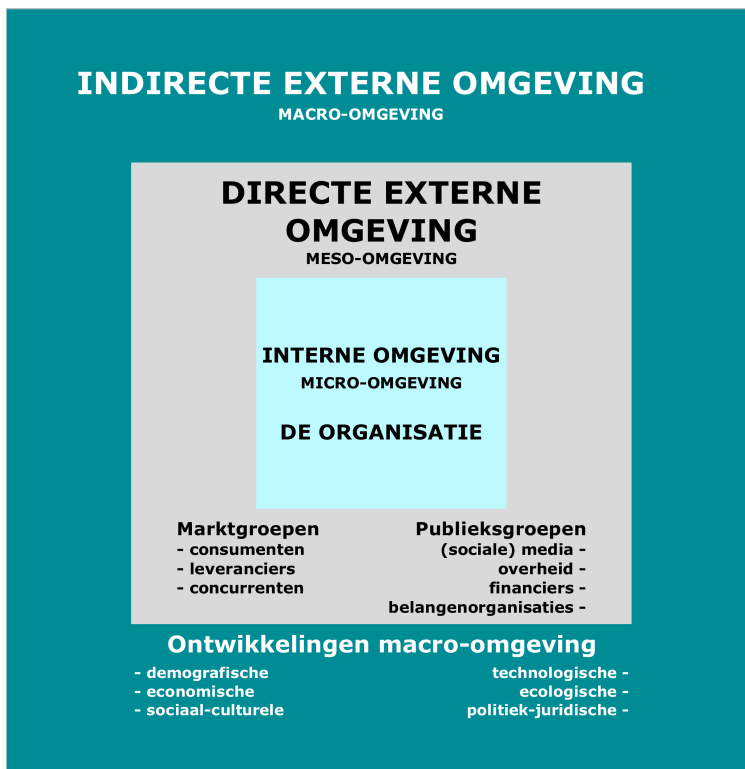 INDIRECTE EXTERNE OMGEVING
MACRO-OMGEVING
DIRECTE EXTERNE
OMGEVING
MESO-OMGEVING
INTERNE OMGEVING
MICRO-OMGEVING
DE ORGANISATIE
Marktgroepen
- consumenten
- leveranciers
- concurrenten
Publieksgroepen
(sociale) media -
overheid -
financiers -
belangenorganisaties -
Ontwikkelingen macro-omgeving
- demografische
- economische
- sociaal-culturele
technologische -
ecologische -
politiek-juridische -